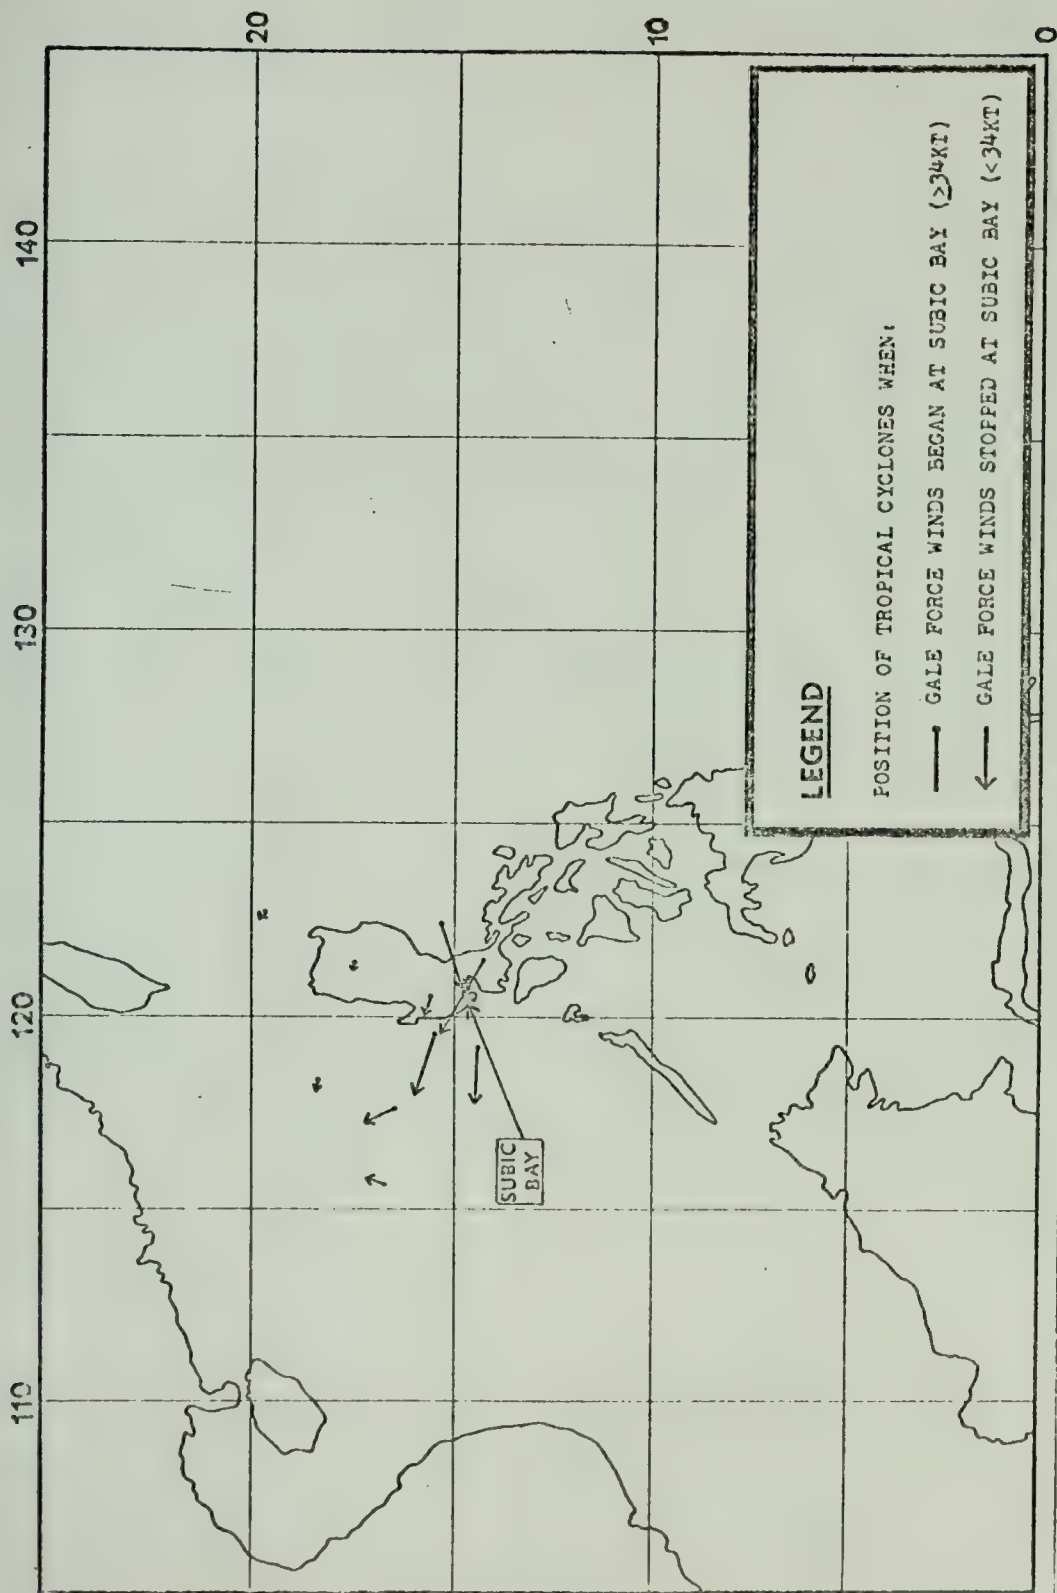 110
120
130
140
20
10
0
SUBIC
BAY
LEGEND
POSITION OF TROPICAL CYCLONES WHEN:
GALE FORCE WINDS BEGAN AT SUBIC BAY (≥34KT)
GALE FORCE WINDS STOPPED AT SUBIC BAY (<34KT)